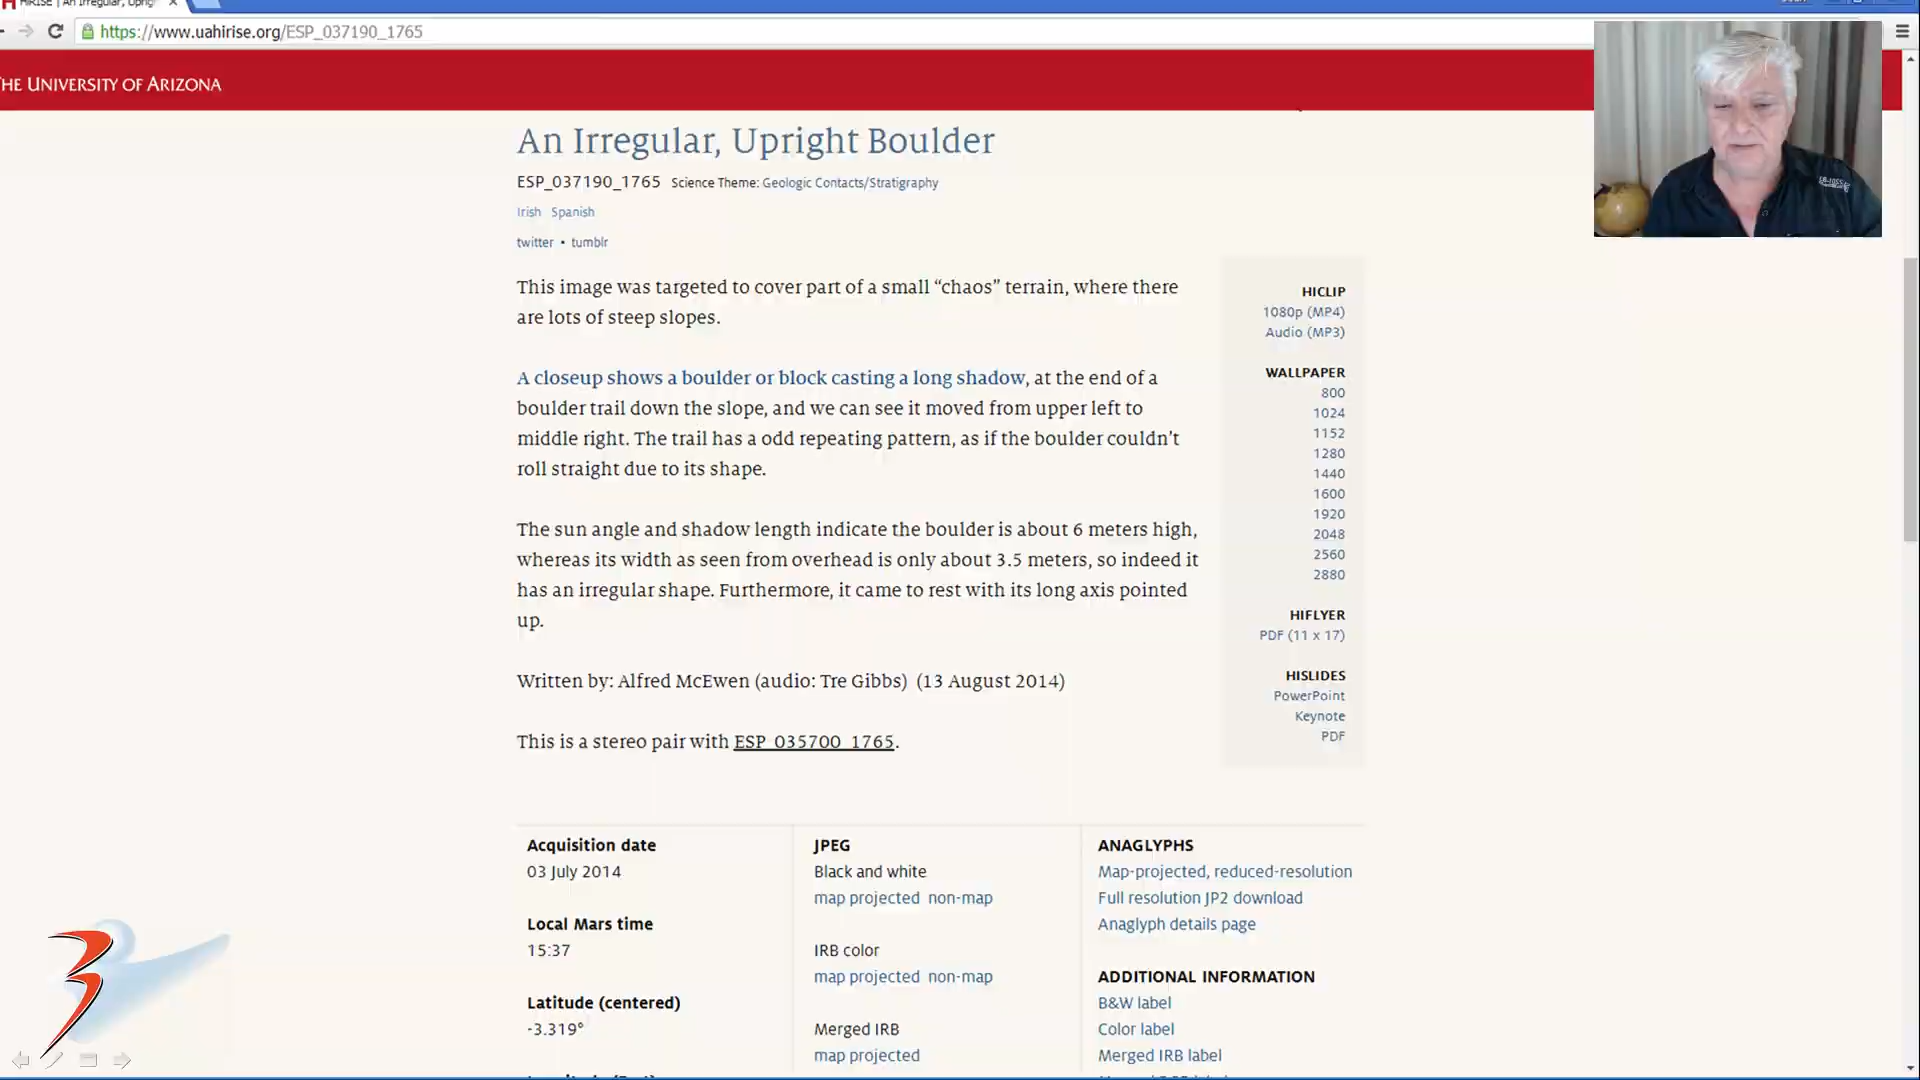 HiRISE | An Irregular, Uprig
https://www.uahirise.org/ESP_037190_1765
THE UNIVERSITY OF ARIZONA
An Irregular, Upright Boulder
ESP_037190_1765 Science Theme: Geologic Contacts/Stratigraphy
Irish Spanish
twitter • tumblr
This image was targeted to cover part of a small “chaos” terrain, where there
are lots of steep slopes.
A closeup shows a boulder or block casting a long shadow, at the end of a
boulder trail down the slope, and we can see it moved from upper left to
middle right. The trail has a odd repeating pattern, as if the boulder couldn’t
roll straight due to its shape.
The sun angle and shadow length indicate the boulder is about 6 meters high,
whereas its width as seen from overhead is only about 3.5 meters, so indeed it
has an irregular shape. Furthermore, it came to rest with its long axis pointed
up.
Written by: Alfred McEwen (audio: Tre Gibbs) (13 August 2014)
This is a stereo pair with ESP_035700_1765.
HICLIP
1080p (MP4)
Audio (MP3)
WALLPAPER
800
1024
1152
1280
1440
1600
1920
2048
2560
2880
HIFLYER
PDF (11 x 17)
HISLIDES
PowerPoint
Keynote
PDF
Acquisition date
03 July 2014
Local Mars time
15:37
Latitude (centered)
-3.319°
JPEG
Black and white
map projected non-map
IRB color
map projected non-map
Merged IRB
map projected
ANAGLYPHS
Map-projected, reduced-resolution
Full resolution JP2 download
Anaglyph details page
ADDITIONAL INFORMATION
B&W label
Color label
Merged IRB label